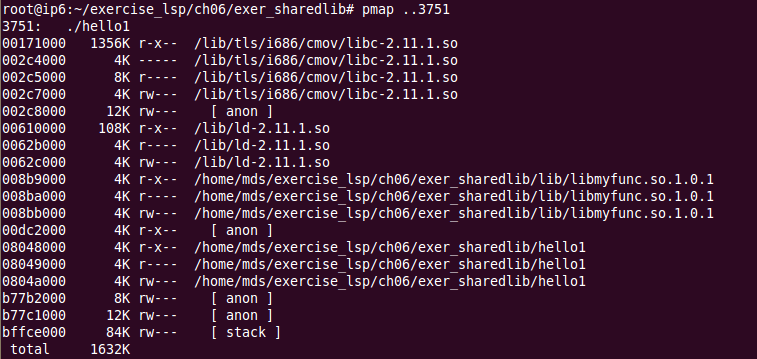 root@ip6:~/exercise_lsp/ch06/exer_sharedlib# pmap ..3751
3751:   ./hello1
00171000   1356K r-x--  /lib/tls/i686/cmov/libc-2.11.1.so
002c4000      4K -----  /lib/tls/i686/cmov/libc-2.11.1.so
002c5000      8K r----  /lib/tls/i686/cmov/libc-2.11.1.so
002c7000      4K rw---  /lib/tls/i686/cmov/libc-2.11.1.so
002c8000     12K rw---    [ anon ]
00610000    108K r-x--  /lib/ld-2.11.1.so
0062b000      4K r----  /lib/ld-2.11.1.so
0062c000      4K rw---  /lib/ld-2.11.1.so
008b9000      4K r-x--  /home/mds/exercise_lsp/ch06/exer_sharedlib/lib/libmyfunc.so.1.0.1
008ba000      4K r----  /home/mds/exercise_lsp/ch06/exer_sharedlib/lib/libmyfunc.so.1.0.1
008bb000      4K rw---  /home/mds/exercise_lsp/ch06/exer_sharedlib/lib/libmyfunc.so.1.0.1
00dc2000      4K r-x--    [ anon ]
08048000      4K r-x--  /home/mds/exercise_lsp/ch06/exer_sharedlib/hello1
08049000      4K r----  /home/mds/exercise_lsp/ch06/exer_sharedlib/hello1
0804a000      4K rw---  /home/mds/exercise_lsp/ch06/exer_sharedlib/hello1
b77b2000      8K rw---    [ anon ]
b77c1000     12K rw---    [ anon ]
bffce000     84K rw---    [ stack ]
 total     1632K